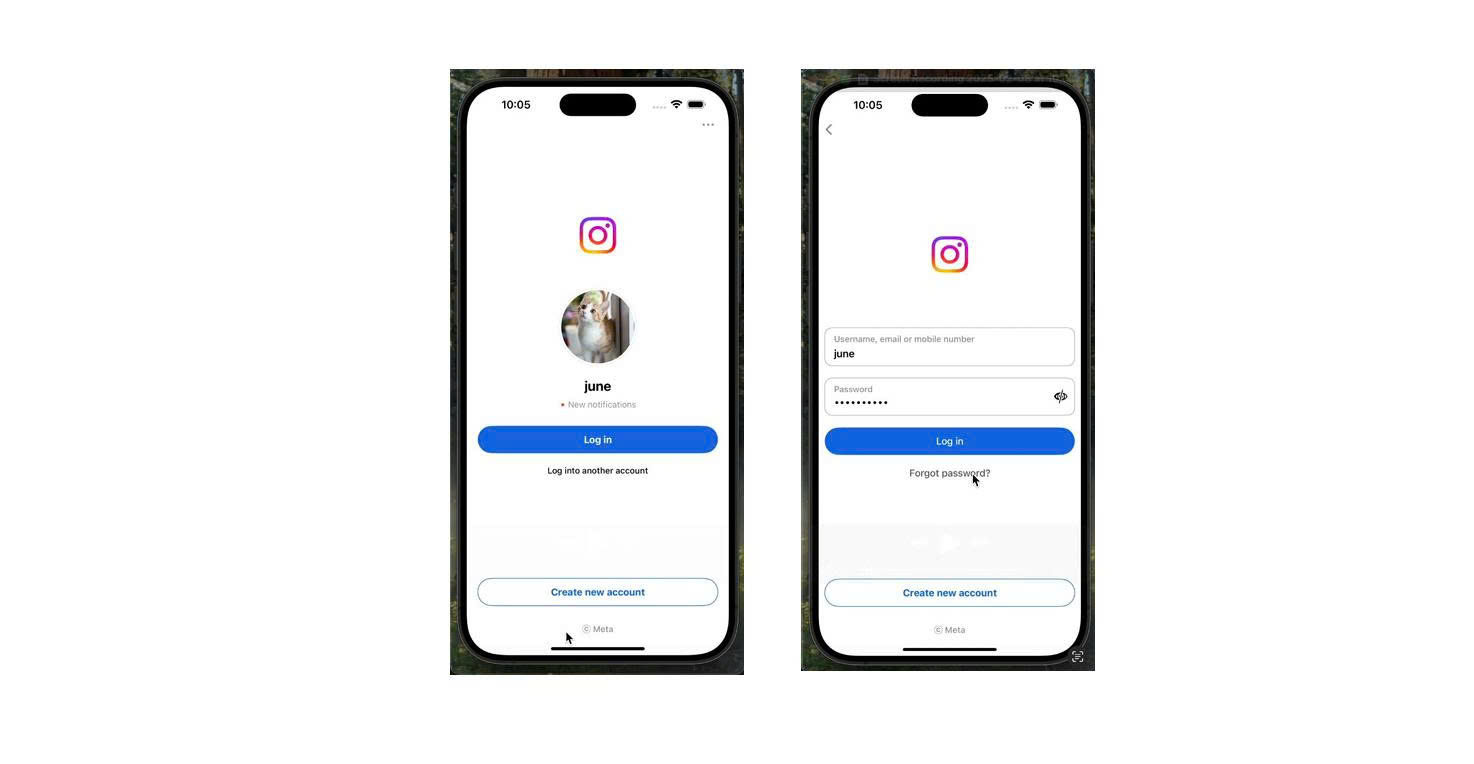 10:05
june
New notifications
Log in
Log into another account
Create new account
© Meta
10:05
Username, email or mobile number
june
Password
••••••••••
Log in
Forgot password?
Create new account
© Meta